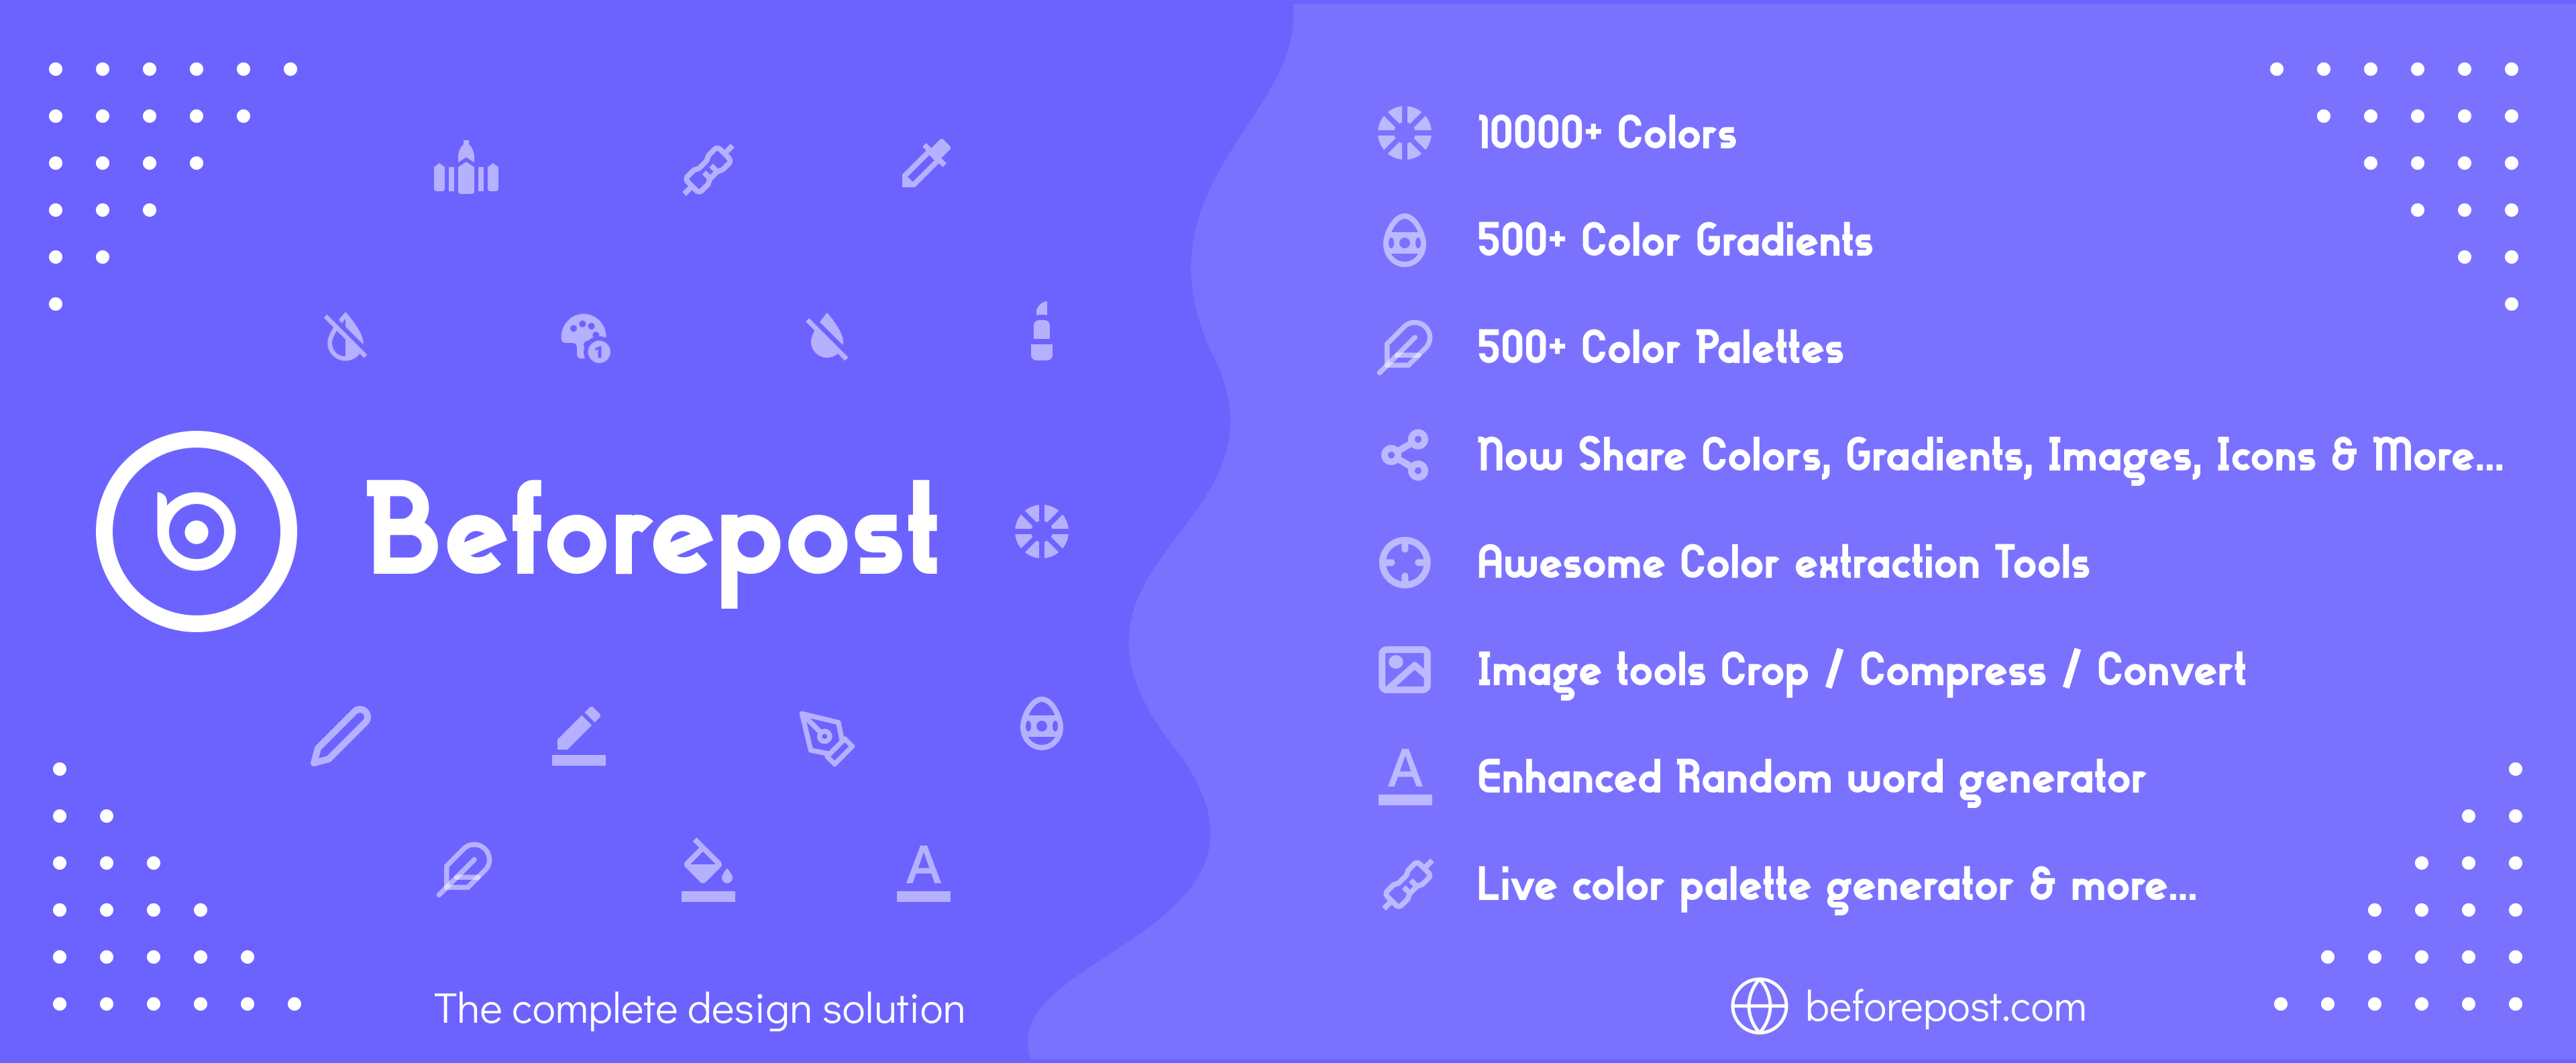 Beforepost
The complete design solution
10000+ Colors
500+ Color Gradients
500+ Color Palettes
Now Share Colors, Gradients, Images, Icons & More...
Awesome Color extraction Tools
Image tools Crop / Compress / Convert
A Enhanced Random word generator
Live color palette generator & more...
beforepost.com